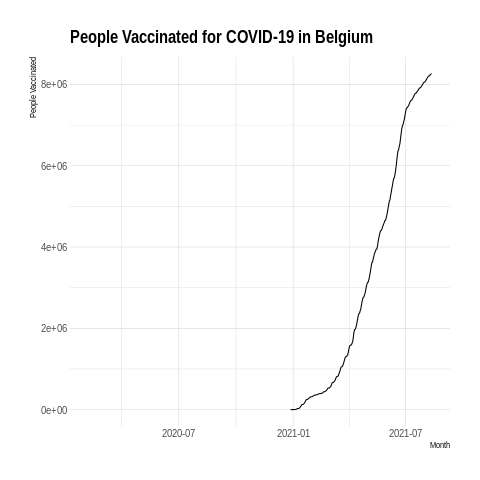 People Vaccinated for COVID-19 in Belgium
People Vaccinated
8e+06
6e+06
4e+06
2e+06
0e+00
2020-07
2021-01
2021-07
Month